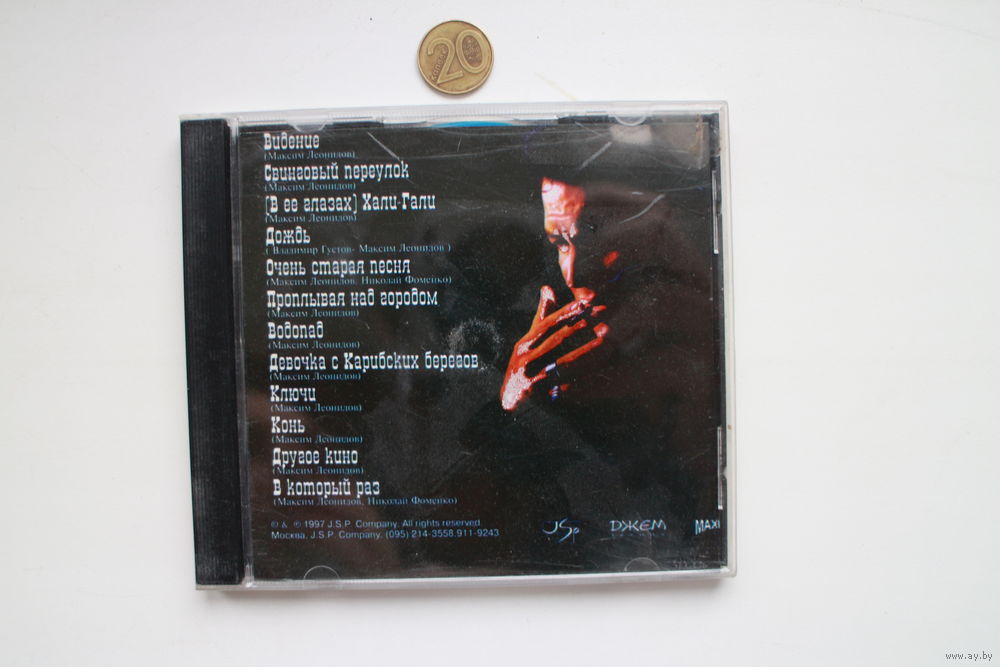 20
Видение
(Максим Леонидов)
Свинговый переулок
(Максим Леонидов)
(В ее глазах) Хали-Гали
(Максим Леонидов)
Дождь
( Владимир Густов- Максим Леонидов )
Очень старая песня
(Максим Леонидов, Николай Фоменко)
Проплывая над городом
(Максим Леонидов)
Водопад
(Максим Леонидов)
Девочка с Карибских берегов
(Максим Леонидов)
Ключи
(Максим Леонидов)
Конь
(Максим Леонидов)
Другое кино
(Максим Леонидов)
В который раз
(Максим Леонидов, Николай Фоменко)
© & ℗ 1997 J.S.P. Company. All rights reserved.
Москва, J.S.P. Company. (095) 214-3558.911-9243
JSP ДЖЕМ MAXI
www.ay.by